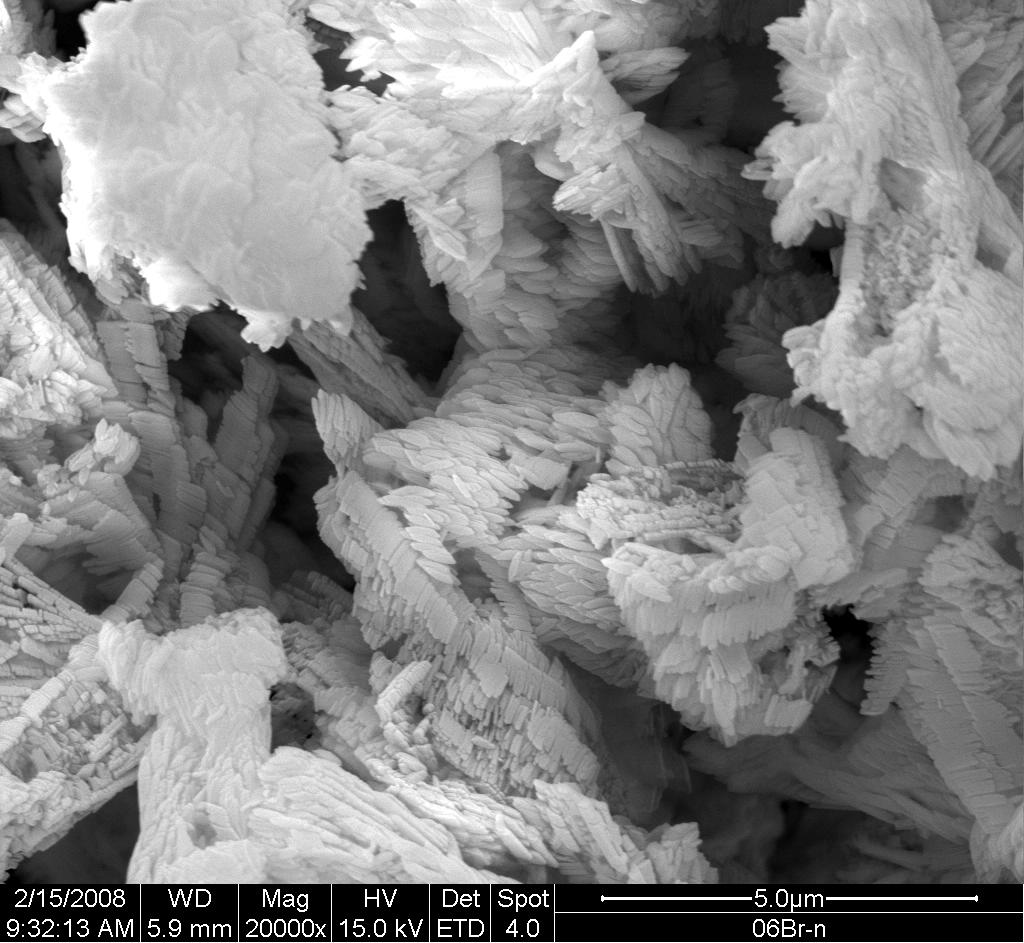 2/15/2008 WD Mag HV Det Spot 5.0µm
9:32:13 AM 5.9 mm 20000x 15.0 kV ETD 4.0 06Br-n